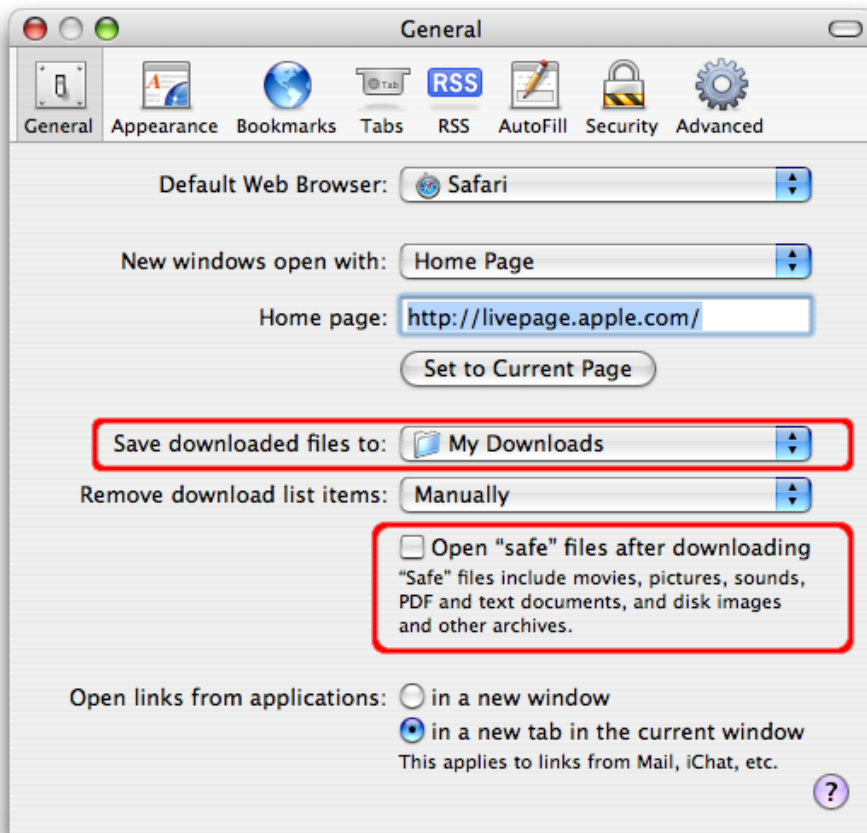 General
General Appearance Bookmarks Tabs RSS AutoFill Security Advanced
Tab
RSS
A
Default Web Browser: Safari
New windows open with: Home Page
Home page: http://livepage.apple.com/
Set to Current Page
Save downloaded files to: My Downloads
Remove download list items: Manually
Open “safe” files after downloading
“Safe” files include movies, pictures, sounds,
PDF and text documents, and disk images
and other archives.
Open links from applications: in a new window
in a new tab in the current window
This applies to links from Mail, iChat, etc.
?